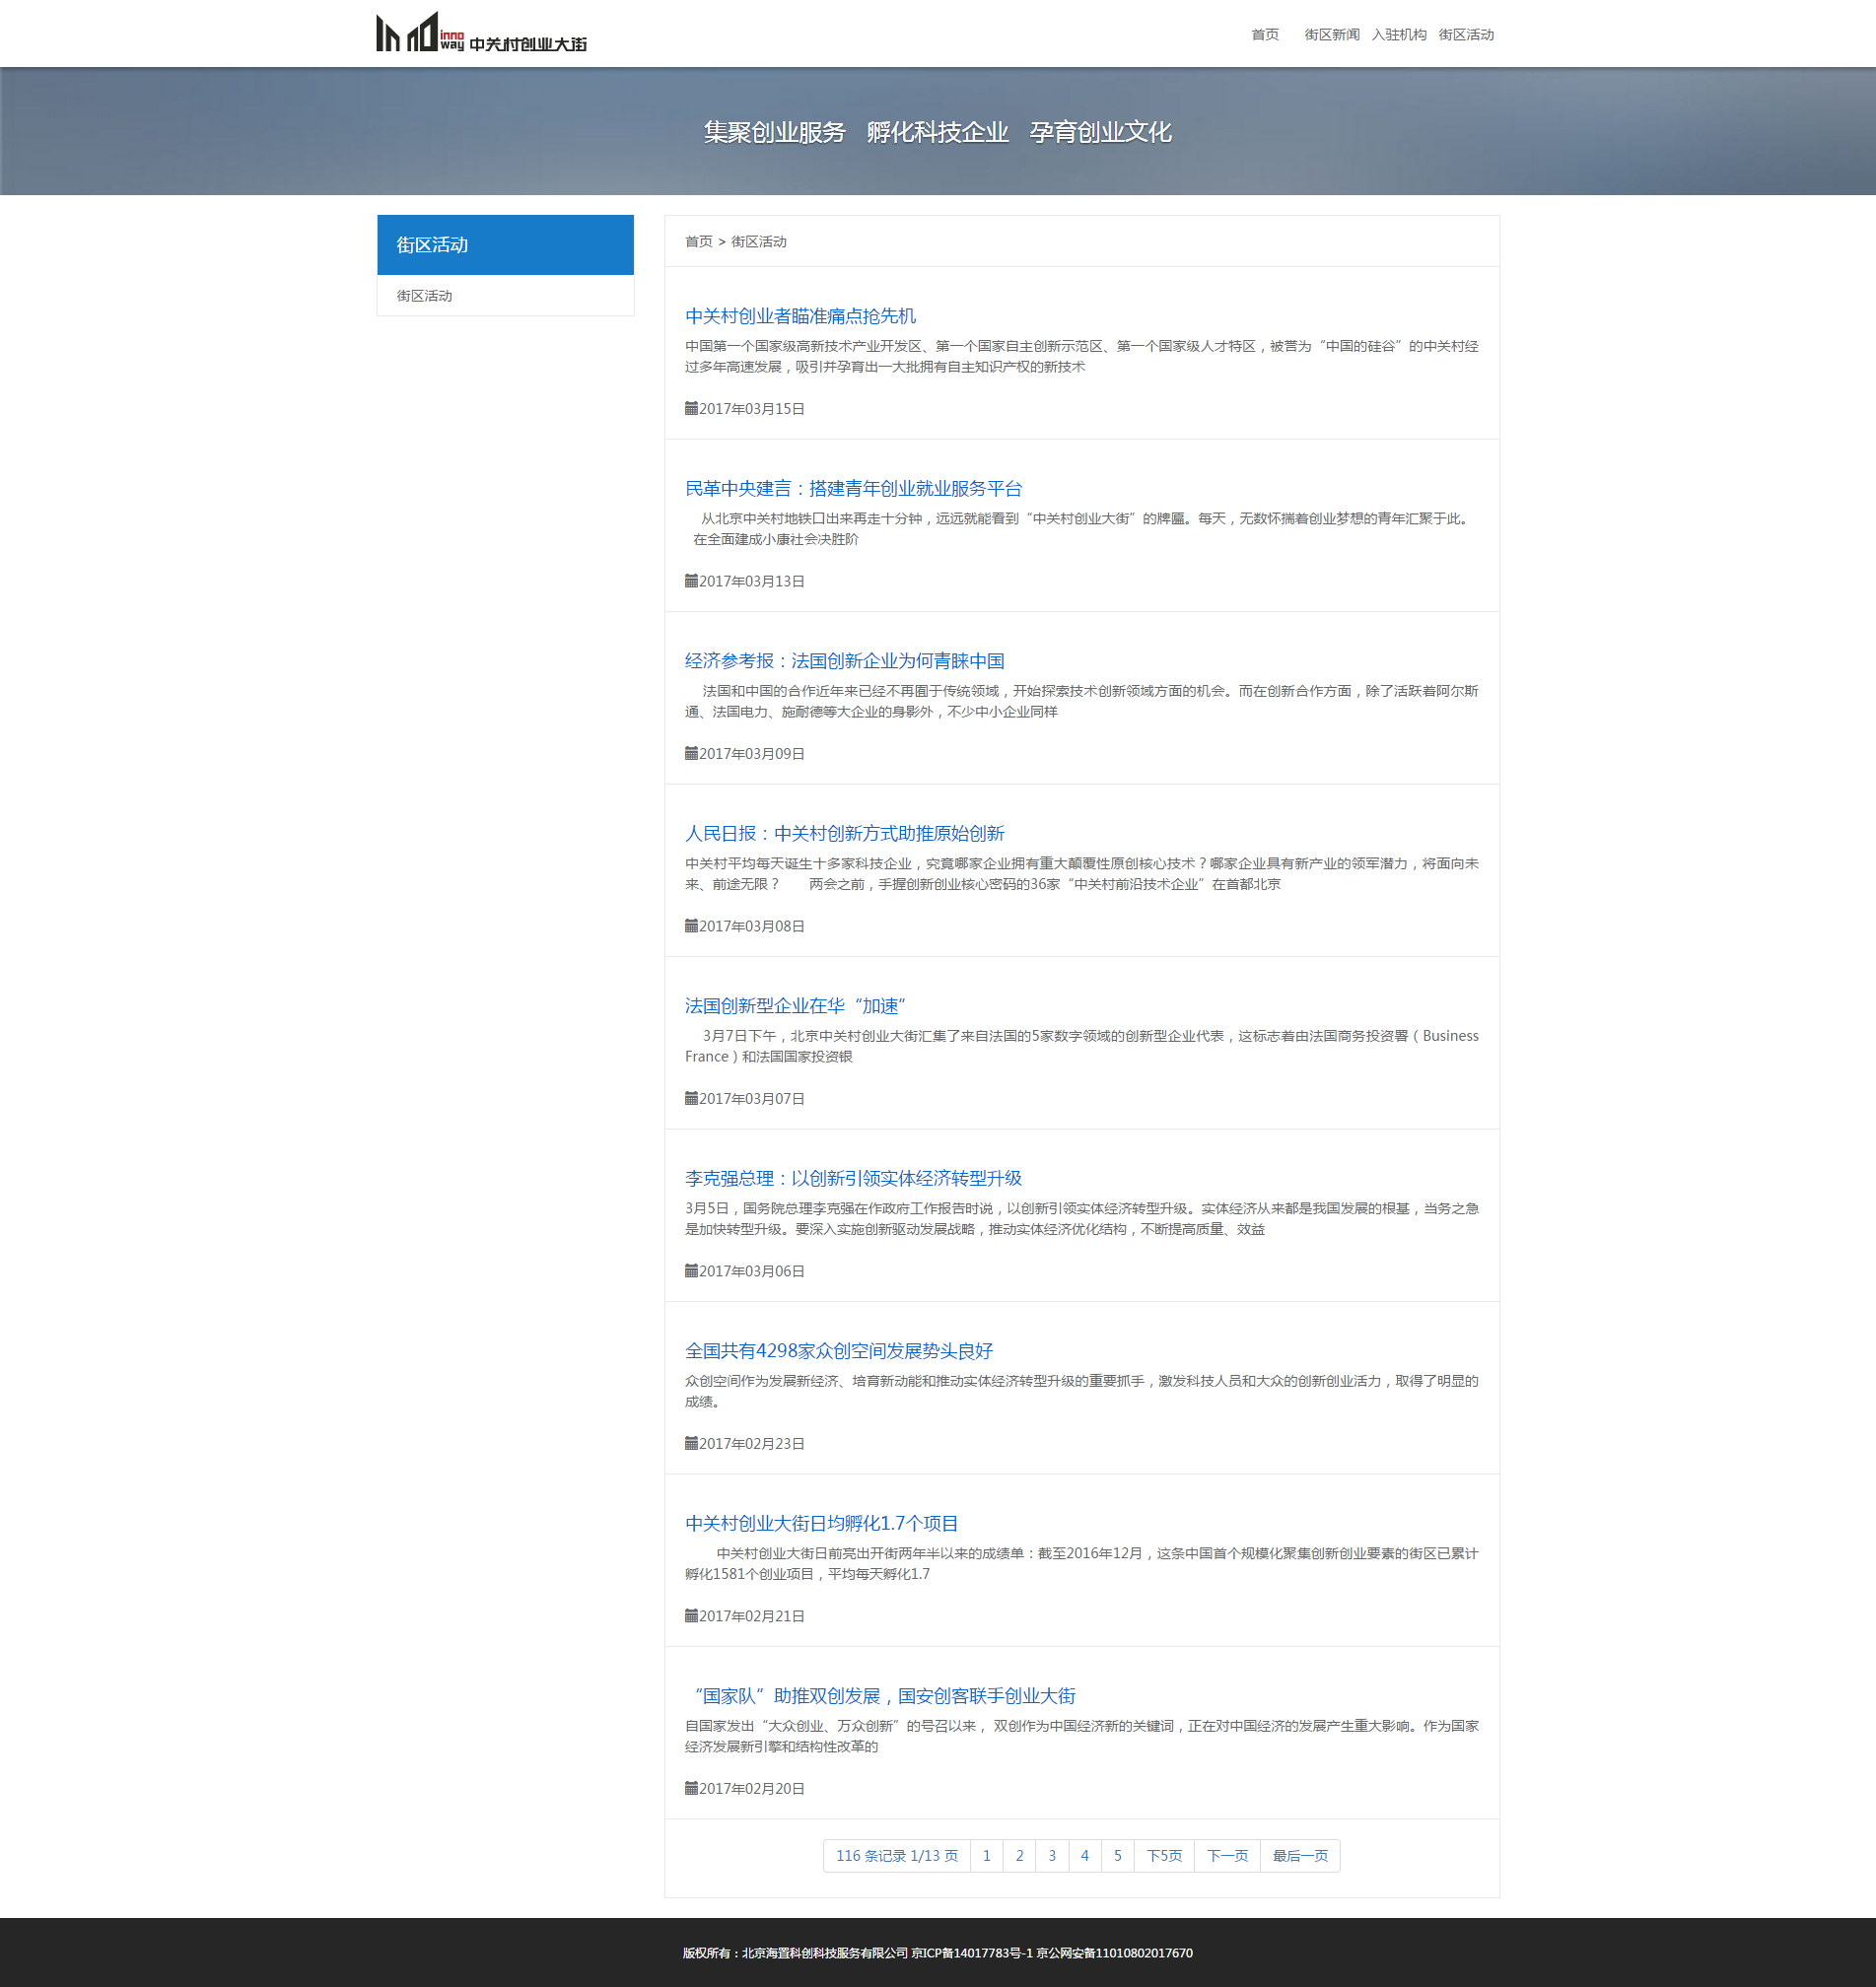 inno
way 中关村创业大街
首页 街区新闻 入驻机构 街区活动
集聚创业服务 孵化科技企业 孕育创业文化
街区活动
街区活动
首页 > 街区活动
中关村创业者瞄准痛点抢先机
中国第一个国家级高新技术产业开发区、第一个国家自主创新示范区、第一个国家级人才特区，被誉为“中国的硅谷”的中关村经
过多年高速发展，吸引并孕育出一大批拥有自主知识产权的新技术
2017年03月15日
民革中央建言：搭建青年创业就业服务平台
从北京中关村地铁口出来再走十分钟，远远就能看到“中关村创业大街”的牌匾。每天，无数怀揣着创业梦想的青年汇聚于此。
在全面建成小康社会决胜阶
2017年03月13日
经济参考报：法国创新企业为何青睐中国
法国和中国的合作近年来已经不再囿于传统领域，开始探索技术创新领域方面的机会。而在创新合作方面，除了活跃着阿尔斯
通、法国电力、施耐德等大企业的身影外，不少中小企业同样
2017年03月09日
人民日报：中关村创新方式助推原始创新
中关村平均每天诞生十多家科技企业，究竟哪家企业拥有重大颠覆性原创核心技术？哪家企业具有新产业的领军潜力，将面向未
来、前途无限？ 两会之前，手握创新创业核心密码的36家“中关村前沿技术企业”在首都北京
2017年03月08日
法国创新型企业在华“加速”
3月7日下午，北京中关村创业大街汇集了来自法国的5家数字领域的创新型企业代表，这标志着由法国商务投资署（Business
France）和法国国家投资银
2017年03月07日
李克强总理：以创新引领实体经济转型升级
3月5日，国务院总理李克强在作政府工作报告时说，以创新引领实体经济转型升级。实体经济从来都是我国发展的根基，当务之急
是加快转型升级。要深入实施创新驱动发展战略，推动实体经济优化结构，不断提高质量、效益
2017年03月06日
全国共有4298家众创空间发展势头良好
众创空间作为发展新经济、培育新动能和推动实体经济转型升级的重要抓手，激发科技人员和大众的创新创业活力，取得了明显的
成绩。
2017年02月23日
中关村创业大街日均孵化1.7个项目
中关村创业大街日前亮出开街两年半以来的成绩单：截至2016年12月，这条中国首个规模化聚集创新创业要素的街区已累计
孵化1581个创业项目，平均每天孵化1.7
2017年02月21日
“国家队”助推双创发展，国安创客联手创业大街
自国家发出“大众创业、万众创新”的号召以来， 双创作为中国经济新的关键词，正在对中国经济的发展产生重大影响。作为国家
经济发展新引擎和结构性改革的
2017年02月20日
116 条记录 1/13 页 1 2 3 4 5 下5页 下一页 最后一页
版权所有：北京海置科创科技服务有限公司 京ICP备14017783号-1 京公网安备11010802017670